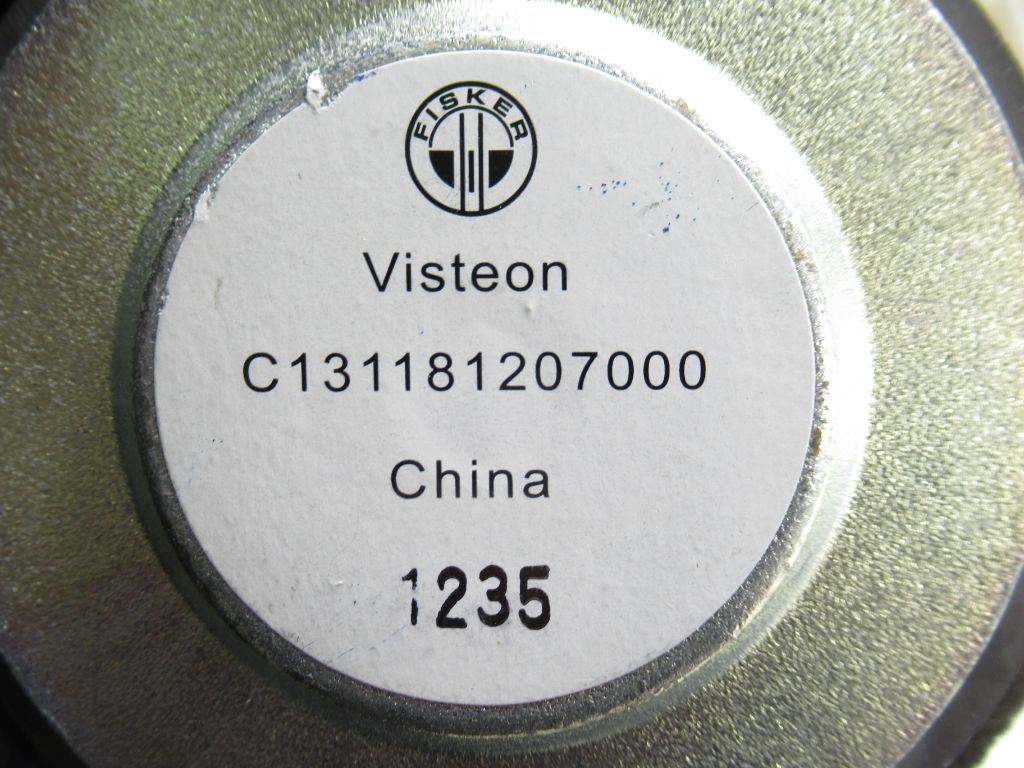 FISKER
Visteon
C131181207000
China
1235